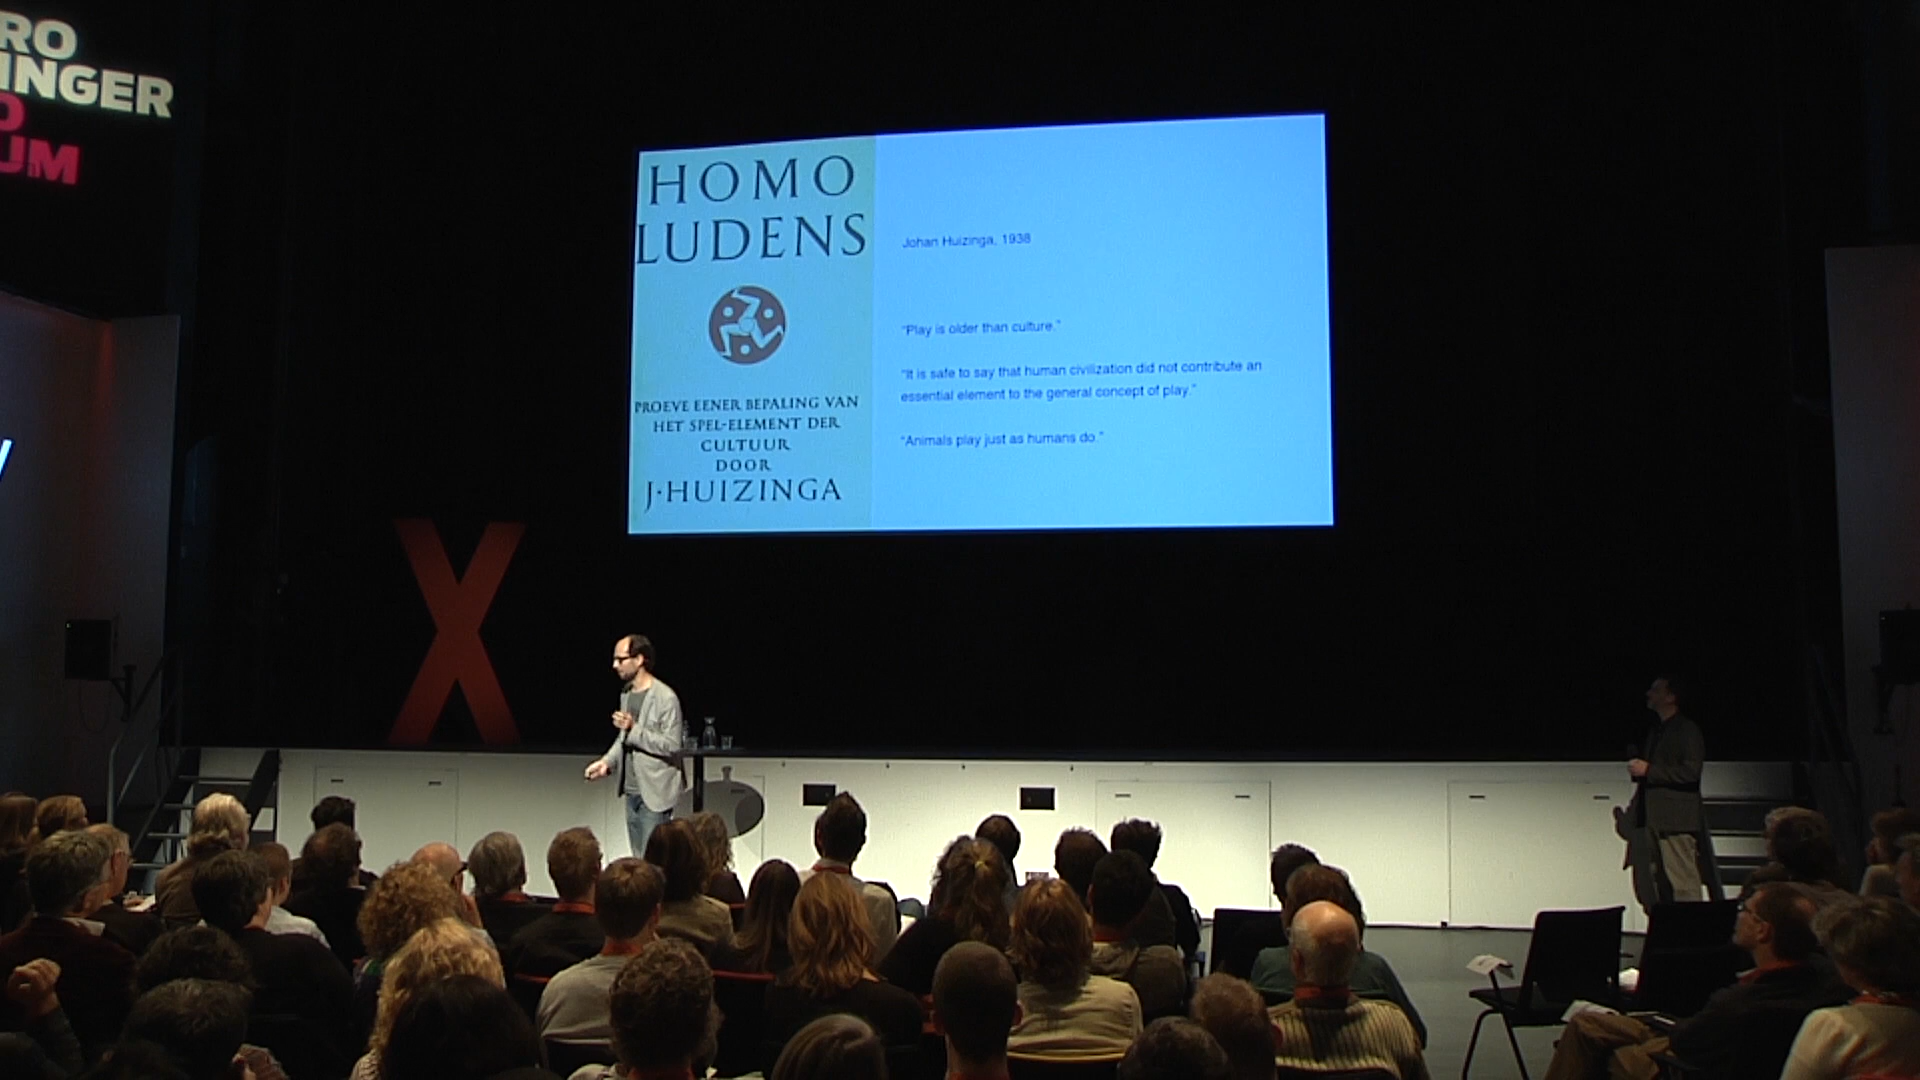 RO
INGER
UM
X
HOMO
LUDENS
PROEVE EENER BEPALING VAN
HET SPEL-ELEMENT DER
CULTUUR
DOOR
J·HUIZINGA
Johan Huizinga, 1938
“Play is older than culture.”
“It is safe to say that human civilization did not contribute an
essential element to the general concept of play.”
“Animals play just as humans do.”